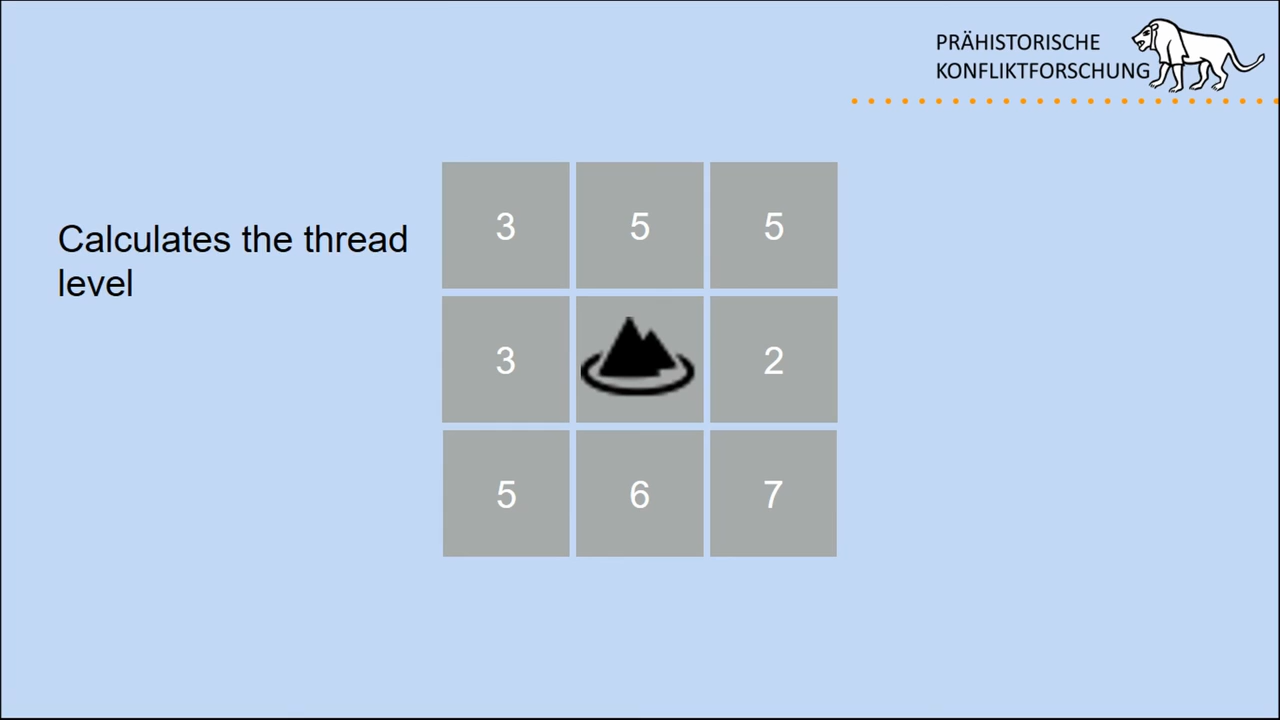 PRÄHISTORISCHE
KONFLIKTFORSCHUNG
Calculates the thread
level
3 5 5
3 2
5 6 7